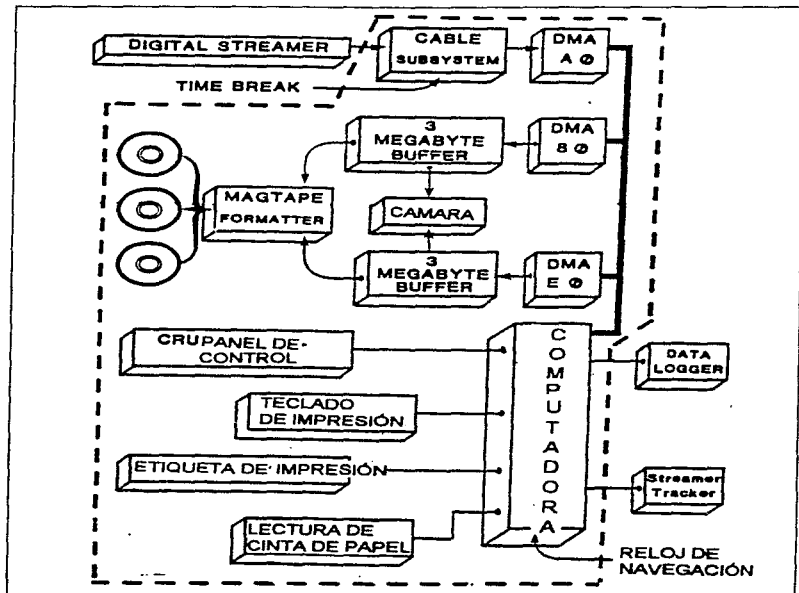 DIGITAL STREAMER
CABLE
SUBSYSTEM
DMA
A Ø
TIME BREAK
3
MEGABYTE
BUFFER
DMA
B Ø
MAGTAPE
FORMATTER
CAMARA
3
MEGABYTE
BUFFER
DMA
E Ø
CRUPANEL DE-
CONTROL
COMPUTADORA
DATA
LOGGER
TECLADO
DE IMPRESIÓN
ETIQUETA DE IMPRESIÓN
Streamer
Tracker
LECTURA DE
CINTA DE PAPEL
RELOJ DE
NAVEGACIÓN